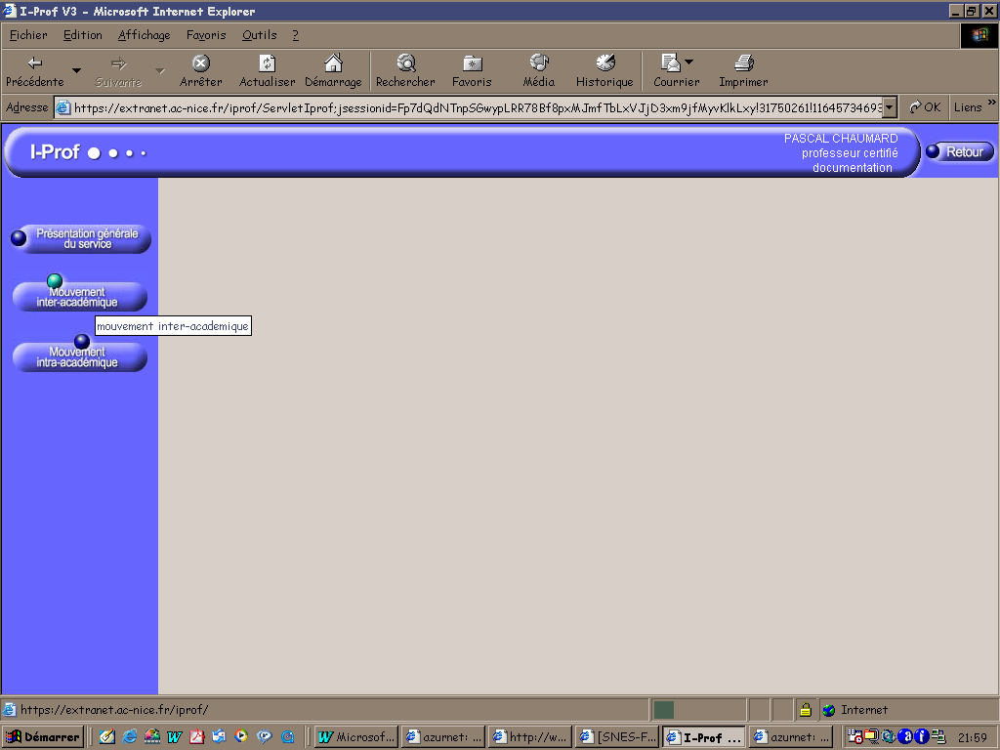 I-Prof V3 - Microsoft Internet Explorer
Fichier Edition Affichage Favoris Outils ?
Précédente Suivante Arrêter Actualiser Démarrage Rechercher Favoris Média Historique Courrier Imprimer
Adresse https://extranet.ac-nice.fr/iprof/ServletIprof;jsessionid=Fp7dQdNTnpSGwypLRR78Bf8pxMJmfTbLxVJjD3xm9jfMyvKlkLxy!31750261!11645734693 OK Liens »
I-Prof
PASCAL CHAUMARD
professeur certifié
documentation
Retour
Présentation générale
du service
Mouvement
inter-académique
mouvement inter-academique
Mouvement
intra-académique
https://extranet.ac-nice.fr/iprof/ Internet
Démarrer Microsof... azurnet: ... http://w... [SNES-F... I-Prof ... azurnet: ... 21:59